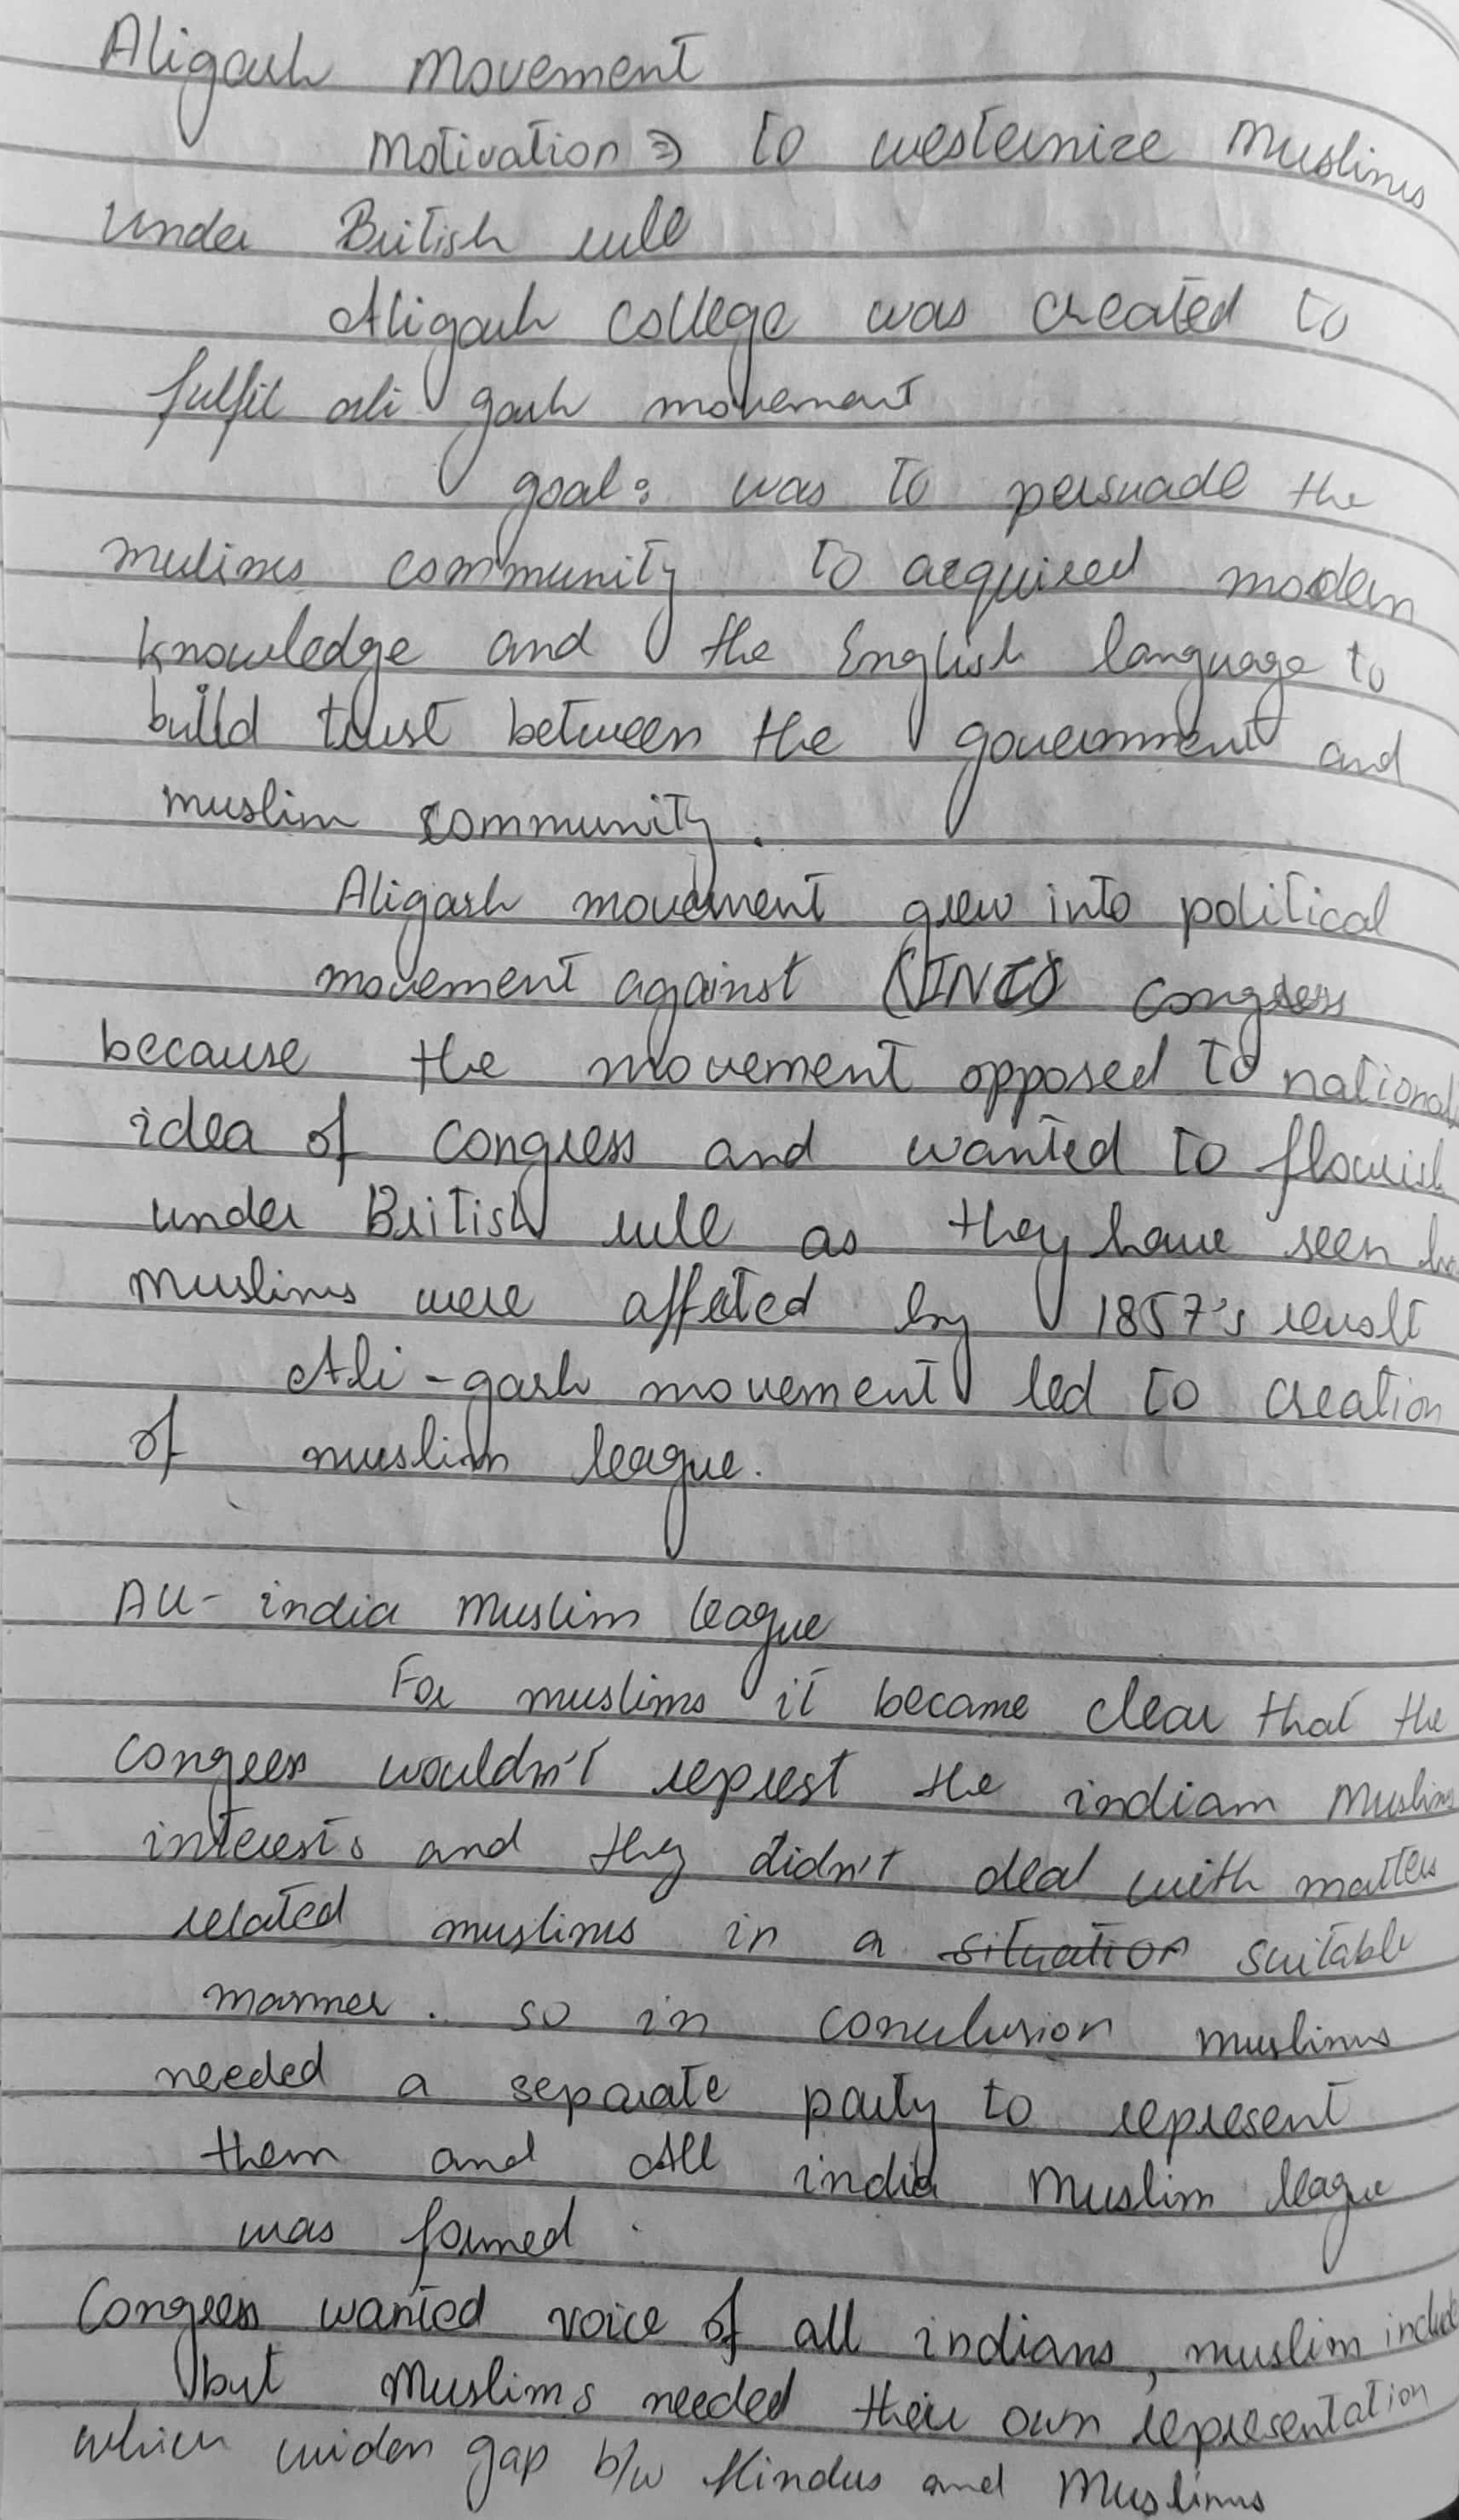 Aligarh Movement
Motivation ⇒ to westernize Muslims
under British rule
Aligarh college was created to
fulfil ali garh movement
goal: was to persuade the
mulims community to acquired modern
knowledge and the English language to
build trust between the government and
muslim community.
Aligarh movement grew into political
movement against congress
because the movement opposed to national
idea of congress and wanted to flourish
under British rule as they have seen
muslims were affeted by 1857's revolt
Ali-garh movement led to creation
of muslim league.
All-india muslim league
For muslims it became clear that the
congress wouldn't represt the indian muslims
interests and they didn't deal with matters
related muslims in a situation suitable
manner. so in conculusion muslims
needed a separate party to represent
them and All india Muslim league
was formed.
Congress wanted voice of all indians, muslim include
but Muslims needed their own representation
which widen gap b/w Hindus and Muslims